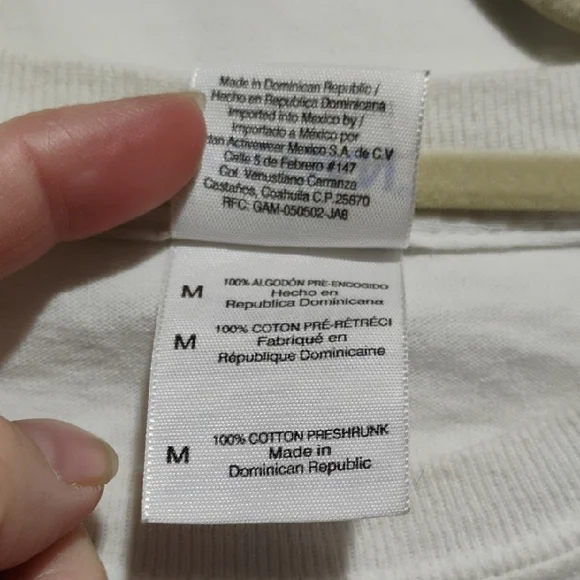 Made in Dominican Republic /
Hecho en Republica Dominicana
Imported into Mexico by /
Importado a México por
Activewear Mexico S.A. de C.V
Calle 5 de Febrero #147
Col. Venustiano Carranza
Castaños, Coahuila C.P. 25870
RFC: GAM-050502-JA8
M 100% ALGODÓN PRE-ENCOGIDO
Hecho en
Republica Dominicana
M 100% COTON PRÉ-RÉTRÉCI
Fabriqué en
République Dominicaine
M 100% COTTON PRESHRUNK
Made in
Dominican Republic